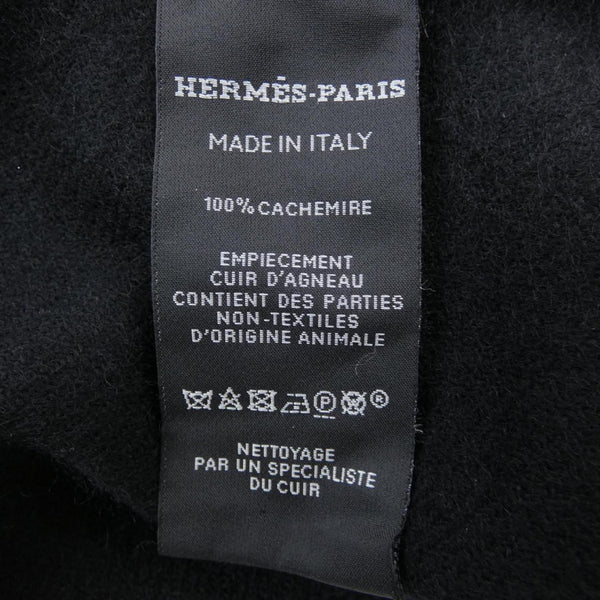 HERMÈS-PARIS
MADE IN ITALY
100% CACHEMIRE
EMPIECEMENT
CUIR D'AGNEAU
CONTIENT DES PARTIES
NON-TEXTILES
D'ORIGINE ANIMALE
P ®
NETTOYAGE
PAR UN SPECIALISTE
DU CUIR